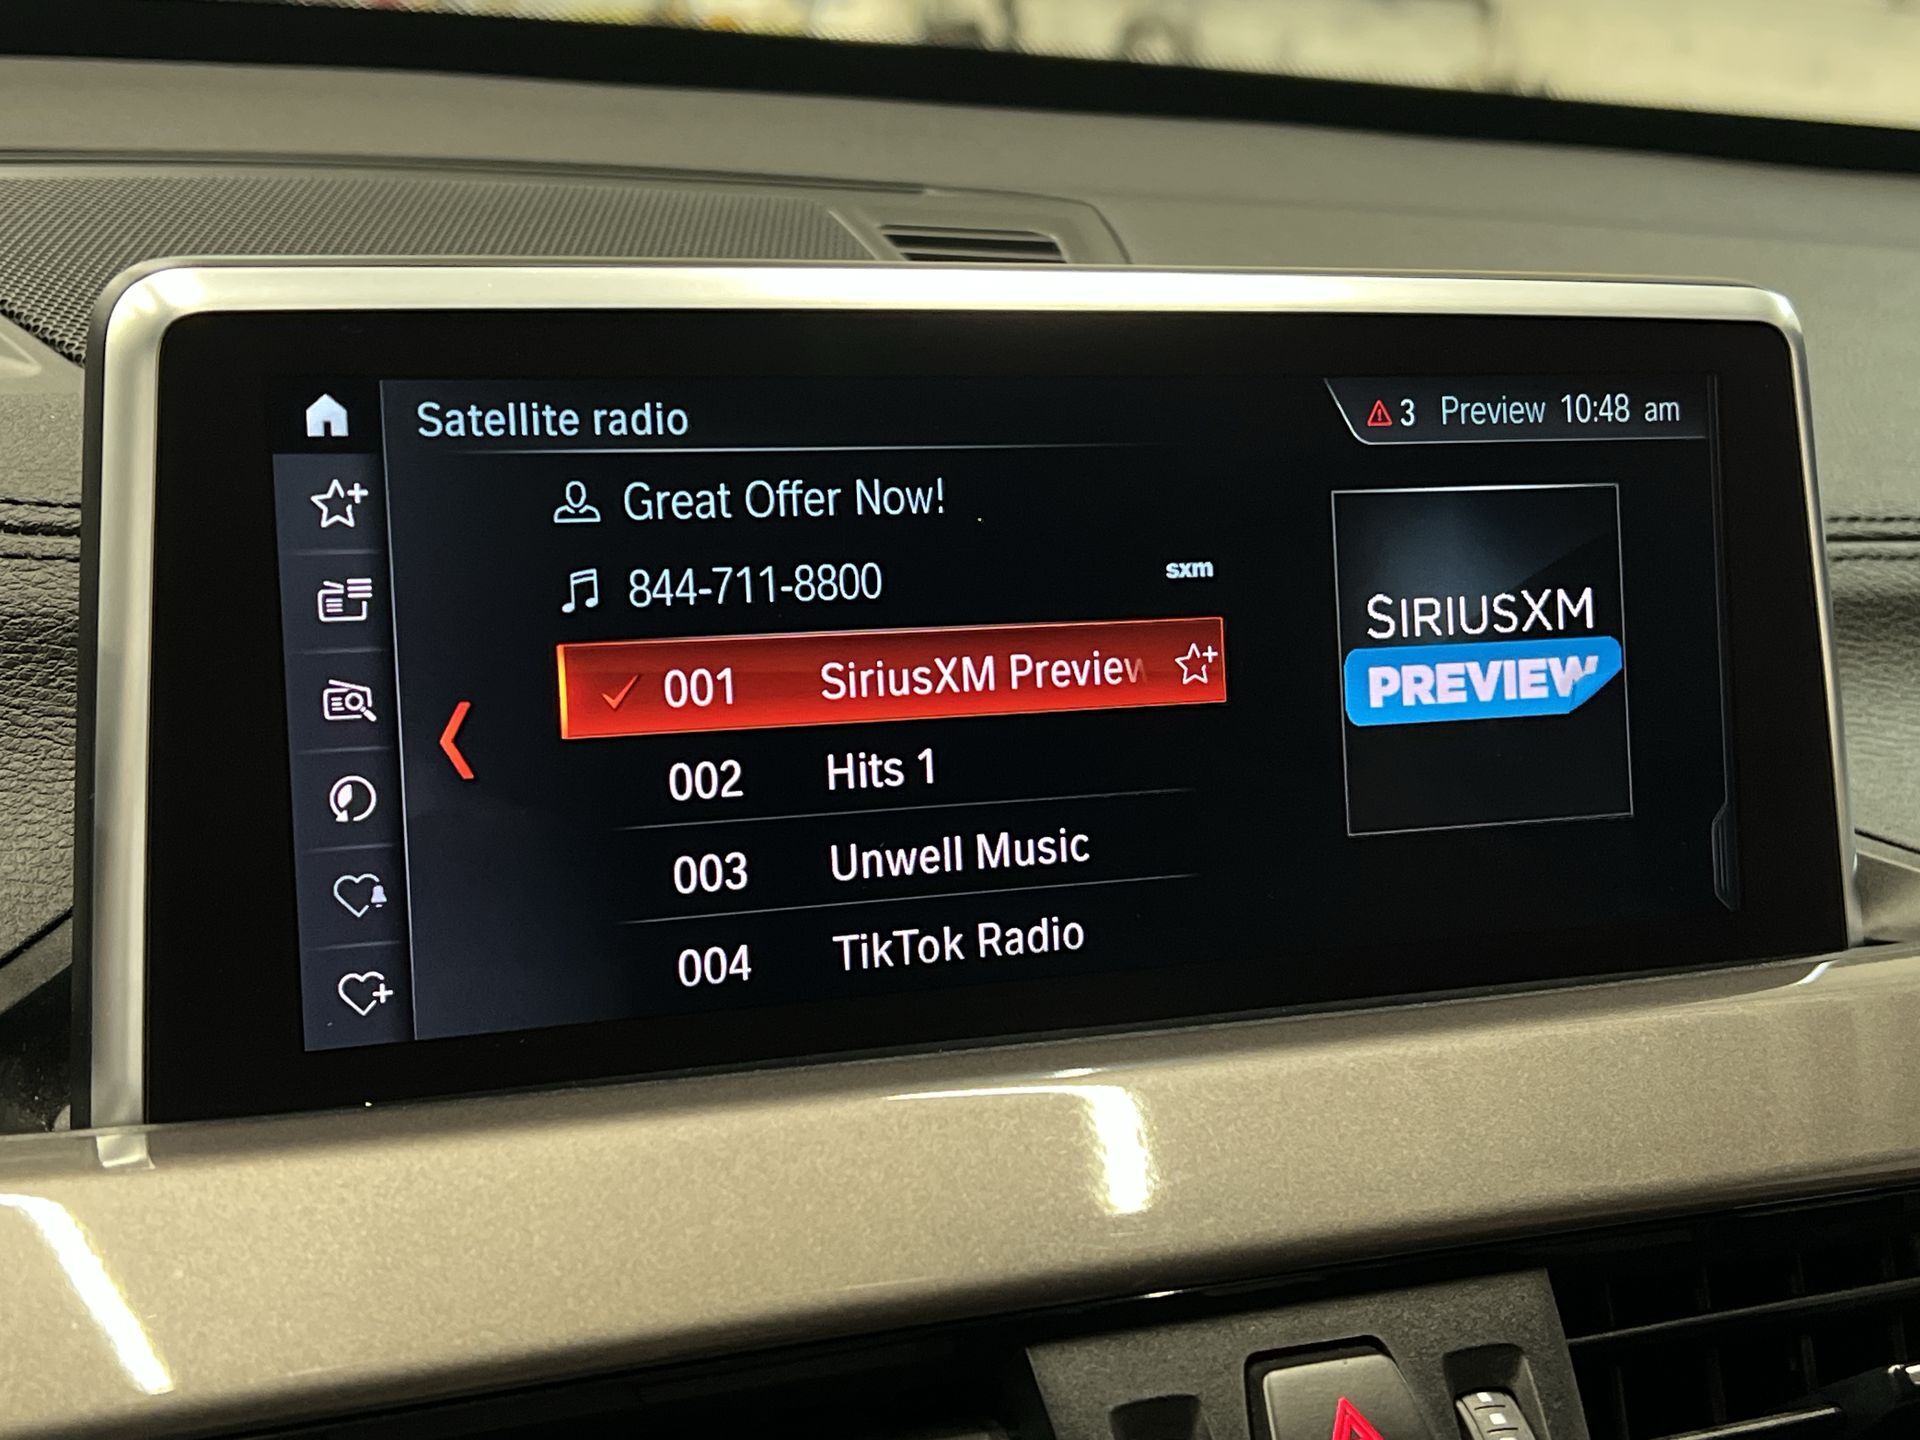 Satellite radio
3 Preview 10:48 am
Great Offer Now!
844-711-8800
sxm
001 SiriusXM Preview
002 Hits 1
003 Unwell Music
004 TikTok Radio
SIRIUSXM
PREVIEW